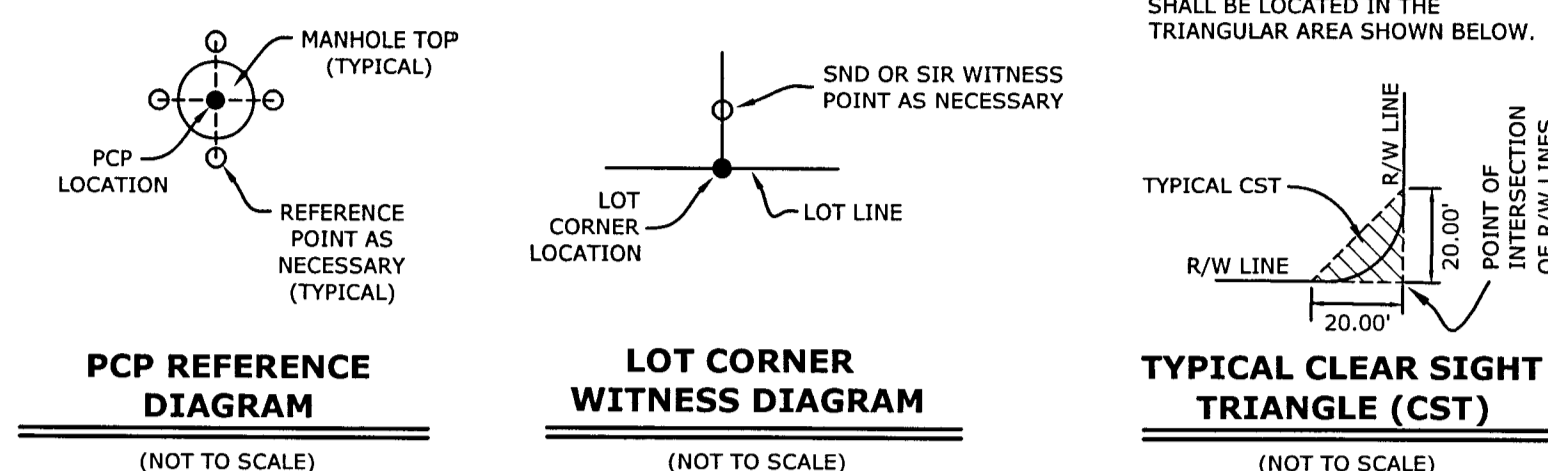 MANHOLE TOP
(TYPICAL)
PCP
LOCATION
REFERENCE
POINT AS
NECESSARY
(TYPICAL)
PCP REFERENCE
DIAGRAM
(NOT TO SCALE)
SND OR SIR WITNESS
POINT AS NECESSARY
LOT
CORNER
LOCATION
LOT LINE
LOT CORNER
WITNESS DIAGRAM
(NOT TO SCALE)
SHALL BE LOCATED IN THE
TRIANGULAR AREA SHOWN BELOW.
TYPICAL CST
R/W LINE
R/W LINE
20.00'
20.00'
POINT OF
INTERSECTION
OF R/W LINES
TYPICAL CLEAR SIGHT
TRIANGLE (CST)
(NOT TO SCALE)